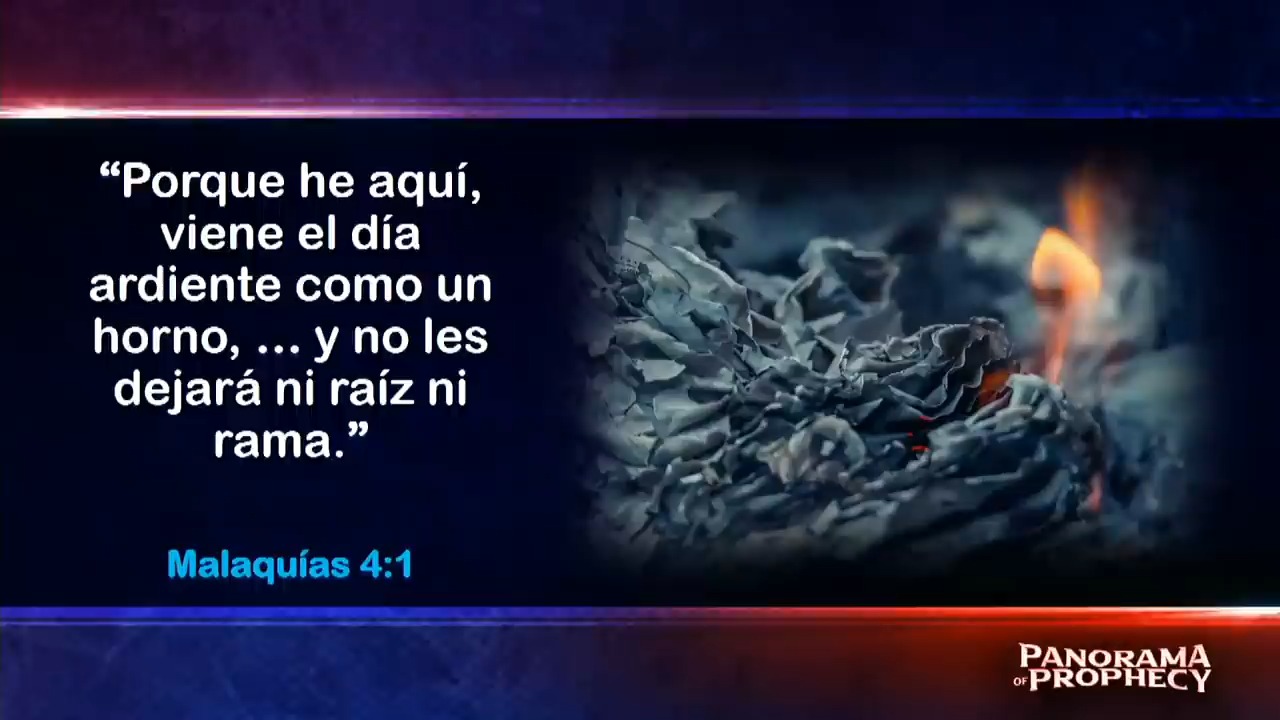 “Porque he aquí,
viene el día
ardiente como un
horno, ... y no les
dejará ni raíz ni
rama.”
Malaquías 4:1
PANORAMA
OF PROPHECY